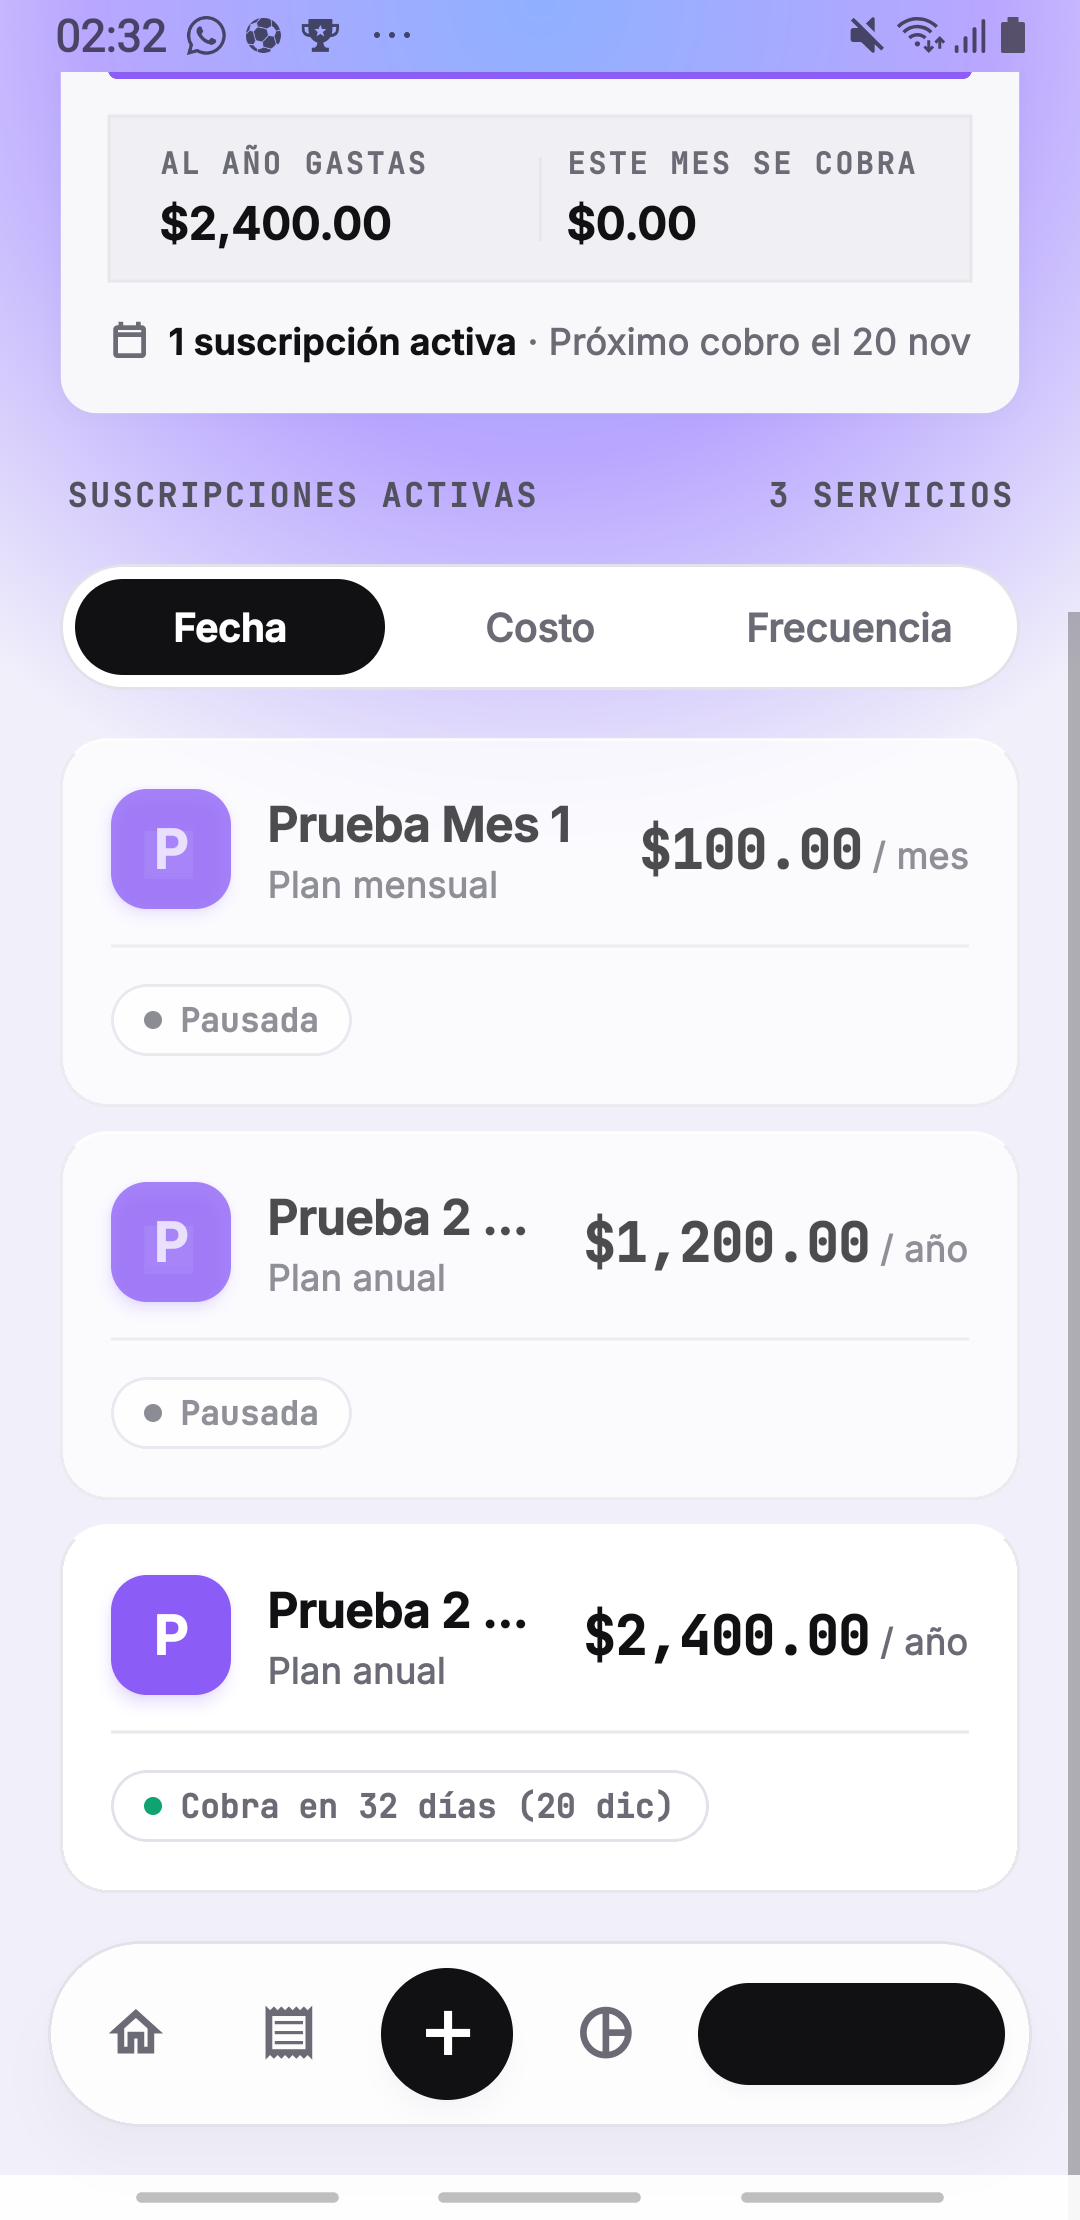 02:32
AL AÑO GASTAS
$2,400.00
ESTE MES SE COBRA
$0.00
1 suscripción activa · Próximo cobro el 20 nov
SUSCRIPCIONES ACTIVAS
3 SERVICIOS
Fecha
Costo
Frecuencia
P
Prueba Mes 1
Plan mensual
$100.00 / mes
Pausada
P
Prueba 2 ...
Plan anual
$1,200.00 / año
Pausada
P
Prueba 2 ...
Plan anual
$2,400.00 / año
Cobra en 32 días (20 dic)